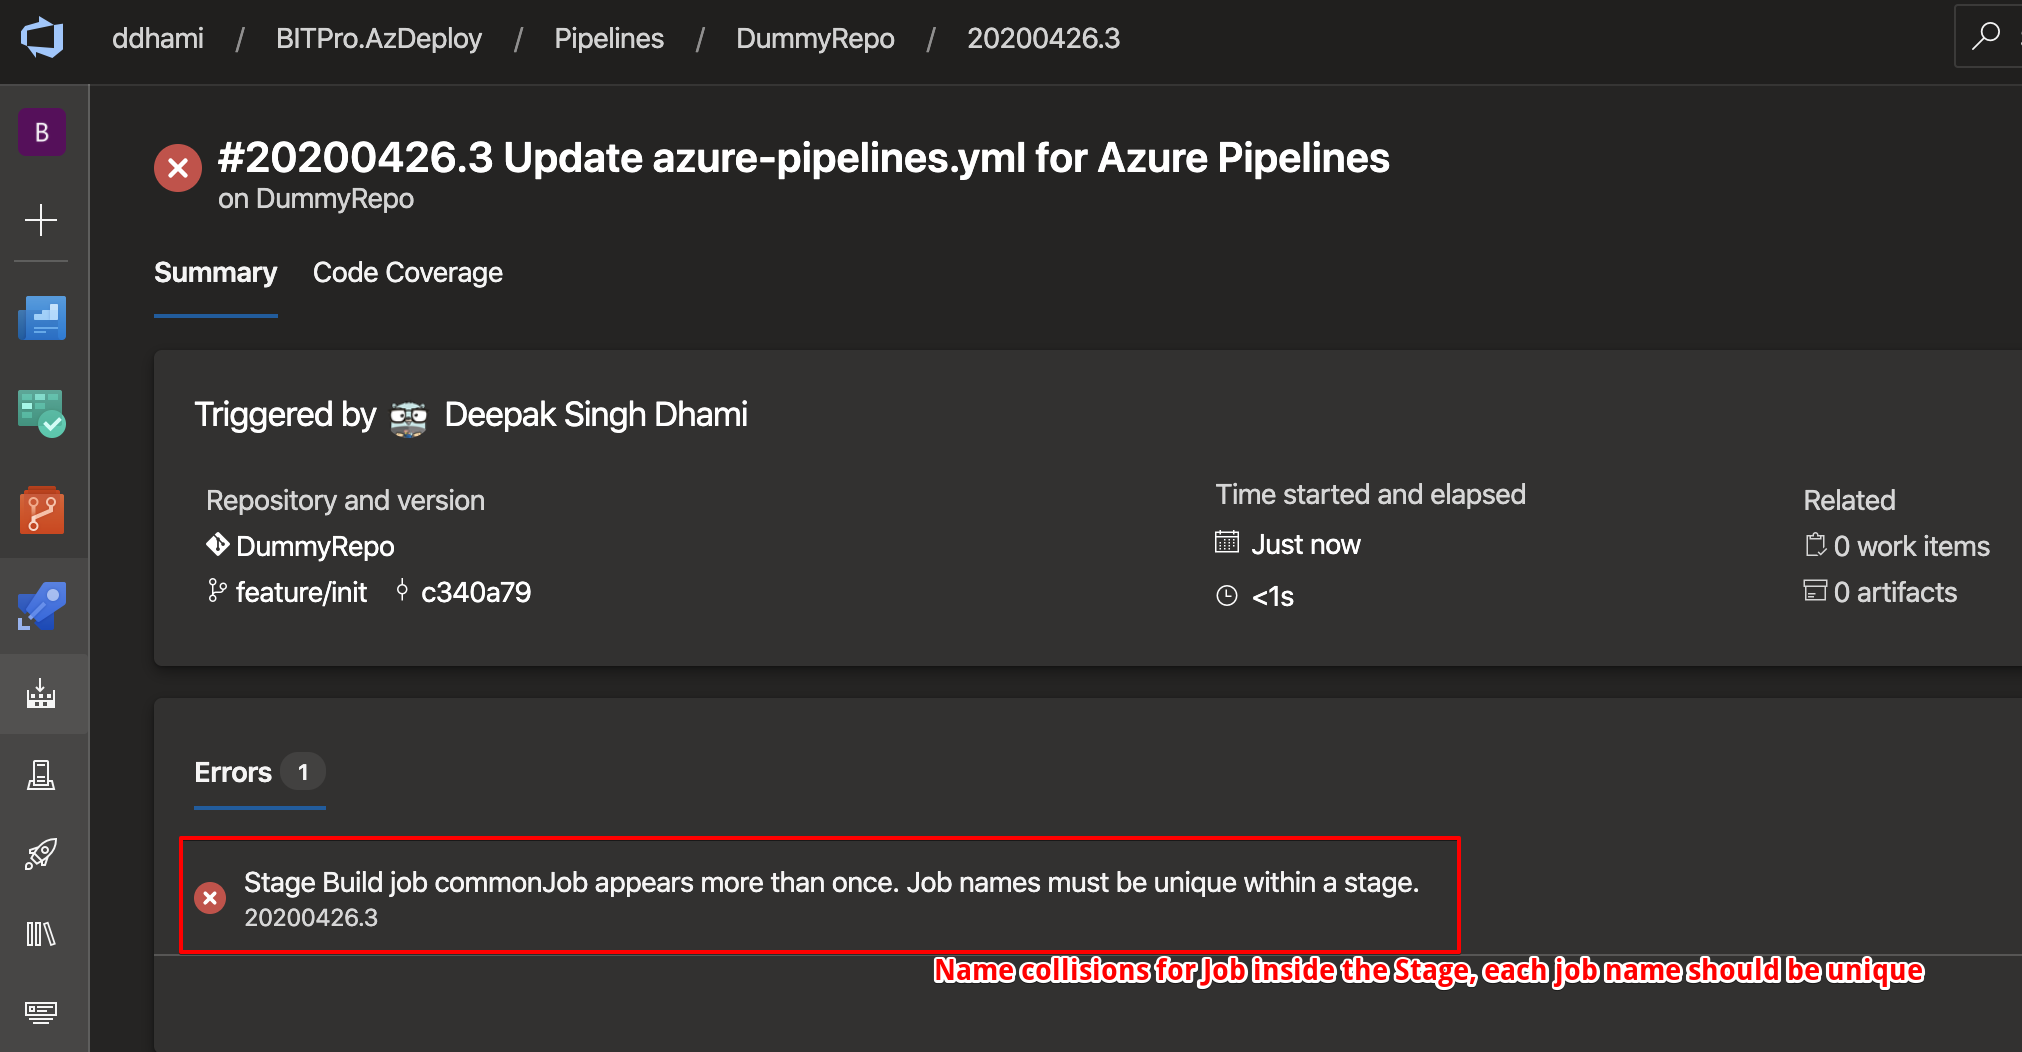 ddhami / BITPro.AzDeploy / Pipelines / DummyRepo / 20200426.3
B
#20200426.3 Update azure-pipelines.yml for Azure Pipelines
on DummyRepo
Summary Code Coverage
Triggered by Deepak Singh Dhami
Repository and version
DummyRepo
feature/init c340a79
Time started and elapsed
Just now
<1s
Related
0 work items
0 artifacts
Errors 1
Stage Build job commonJob appears more than once. Job names must be unique within a stage.
20200426.3
Name collisions for Job inside the Stage, each job name should be unique